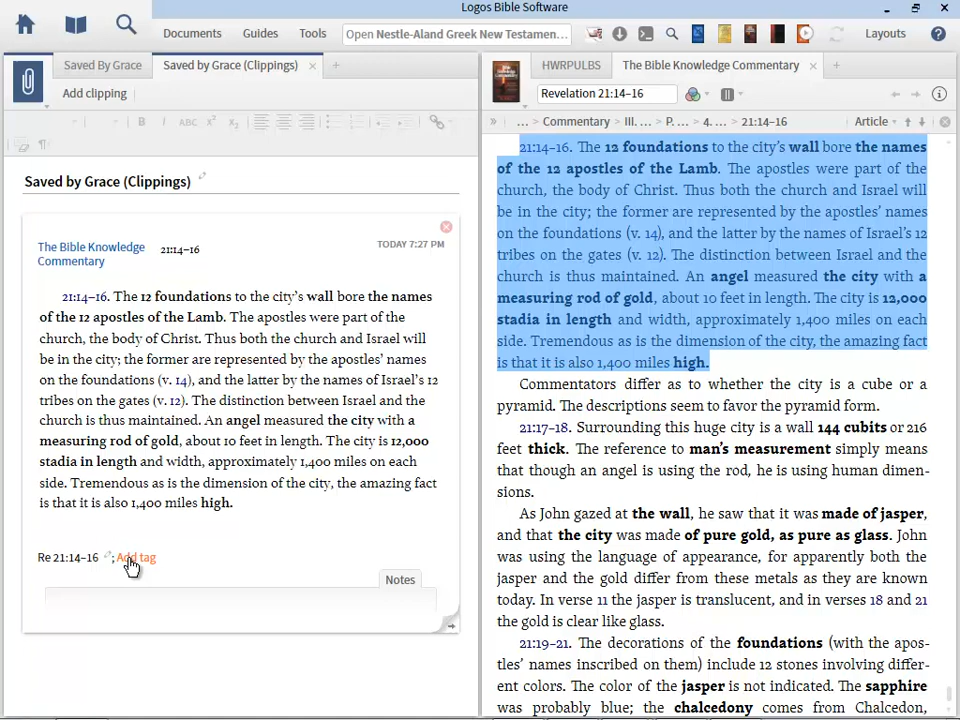 Logos Bible Software
Documents
Guides
Tools
Open Nestle-Aland Greek New Testamen...
Layouts
Saved By Grace
Saved by Grace (Clippings)
Add clipping
B I ABC X² X₂
Saved by Grace (Clippings)
The Bible Knowledge
Commentary
21:14–16
TODAY 7:27 PM
21:14–16. The 12 foundations to the city’s wall bore the names
of the 12 apostles of the Lamb. The apostles were part of the
church, the body of Christ. Thus both the church and Israel will
be in the city; the former are represented by the apostles’ names
on the foundations (v. 14), and the latter by the names of Israel’s 12
tribes on the gates (v. 12). The distinction between Israel and the
church is thus maintained. An angel measured the city with a
measuring rod of gold, about 10 feet in length. The city is 12,000
stadia in length and width, approximately 1,400 miles on each
side. Tremendous as is the dimension of the city, the amazing fact
is that it is also 1,400 miles high.
Re 21:14–16 ; Add tag
Notes
HWRPULBS
The Bible Knowledge Commentary
Revelation 21:14–16
» ... > Commentary > III. ... > P. ... > 4. ... > 21:14–16
Article
21:14–16. The 12 foundations to the city’s wall bore the names
of the 12 apostles of the Lamb. The apostles were part of the
church, the body of Christ. Thus both the church and Israel will
be in the city; the former are represented by the apostles’ names
on the foundations (v. 14), and the latter by the names of Israel’s 12
tribes on the gates (v. 12). The distinction between Israel and the
church is thus maintained. An angel measured the city with a
measuring rod of gold, about 10 feet in length. The city is 12,000
stadia in length and width, approximately 1,400 miles on each
side. Tremendous as is the dimension of the city, the amazing fact
is that it is also 1,400 miles high.
Commentators differ as to whether the city is a cube or a
pyramid. The descriptions seem to favor the pyramid form.
21:17–18. Surrounding this huge city is a wall 144 cubits or 216
feet thick. The reference to man’s measurement simply means
that though an angel is using the rod, he is using human dimen-
sions.
As John gazed at the wall, he saw that it was made of jasper,
and that the city was made of pure gold, as pure as glass. John
was using the language of appearance, for apparently both the
jasper and the gold differ from these metals as they are known
today. In verse 11 the jasper is translucent, and in verses 18 and 21
the gold is clear like glass.
21:19–21. The decorations of the foundations (with the apos-
tles’ names inscribed on them) include 12 stones involving differ-
ent colors. The color of the jasper is not indicated. The sapphire
was probably blue; the chalcedony comes from Chalcedon,